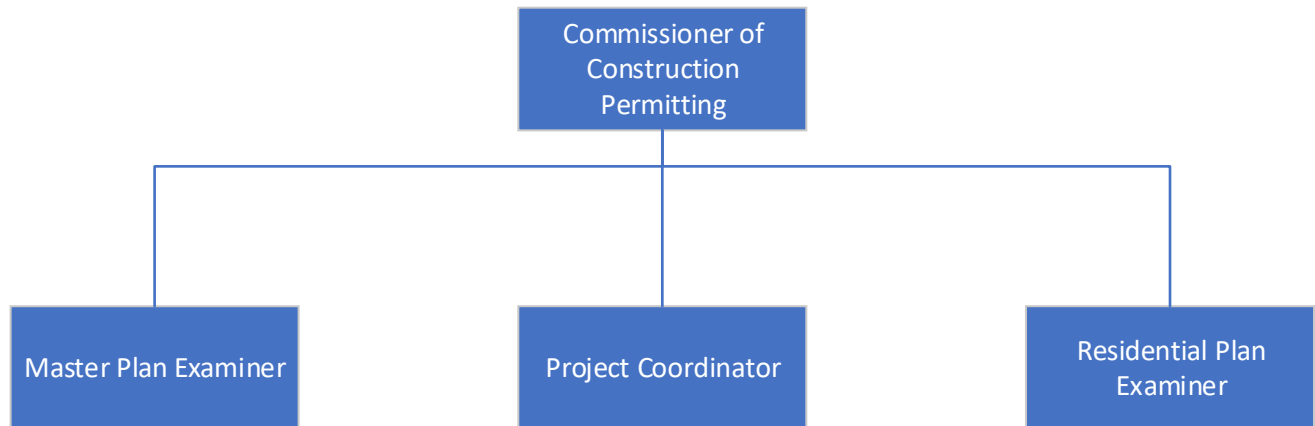 Commissioner of
Construction
Permitting
Master Plan Examiner
Project Coordinator
Residential Plan
Examiner